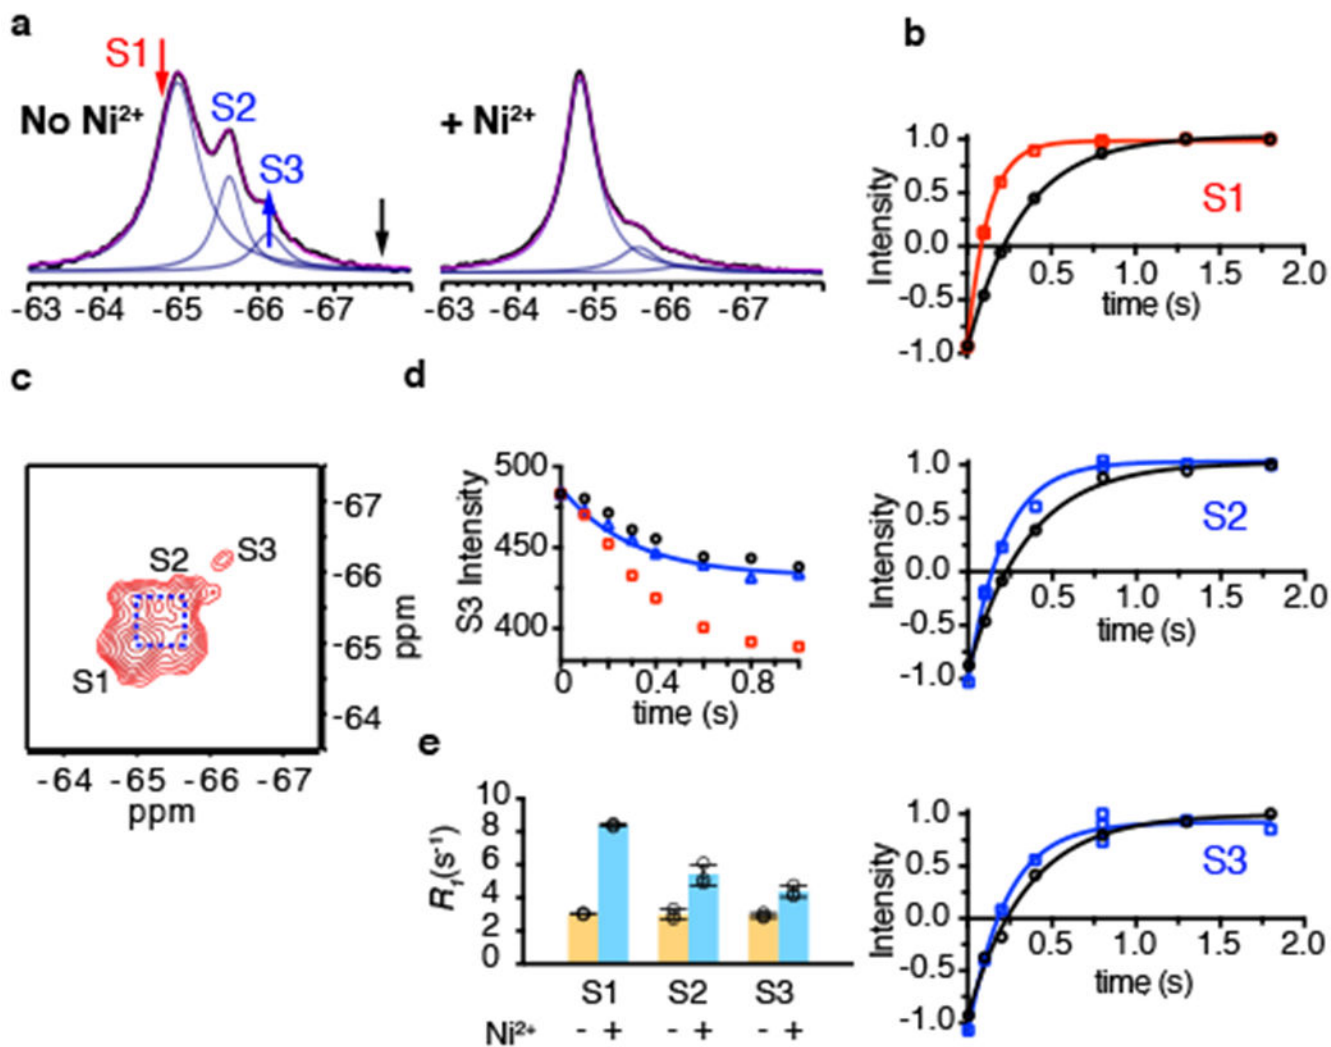 a
S1
S2
S3
No Ni²⁺
+ Ni²⁺
-63 -64 -65 -66 -67
-63 -64 -65 -66 -67
b
Intensity
1.0
0.5
0.0
-0.5
-1.0
0.5 1.0 1.5 2.0
time (s)
S1
c
S1
S2
S3
-67
-66
-65
-64
ppm
-64 -65 -66 -67
ppm
d
S3 Intensity
500
450
400
0 0.4 0.8
time (s)
Intensity
1.0
0.5
0.0
-0.5
-1.0
0.5 1.0 1.5 2.0
time (s)
S2
e
R₁(s⁻¹)
10
8
6
4
2
0
S1 S2 S3
Ni²⁺ - + - + - +
Intensity
1.0
0.5
0.0
-0.5
-1.0
0.5 1.0 1.5 2.0
time (s)
S3